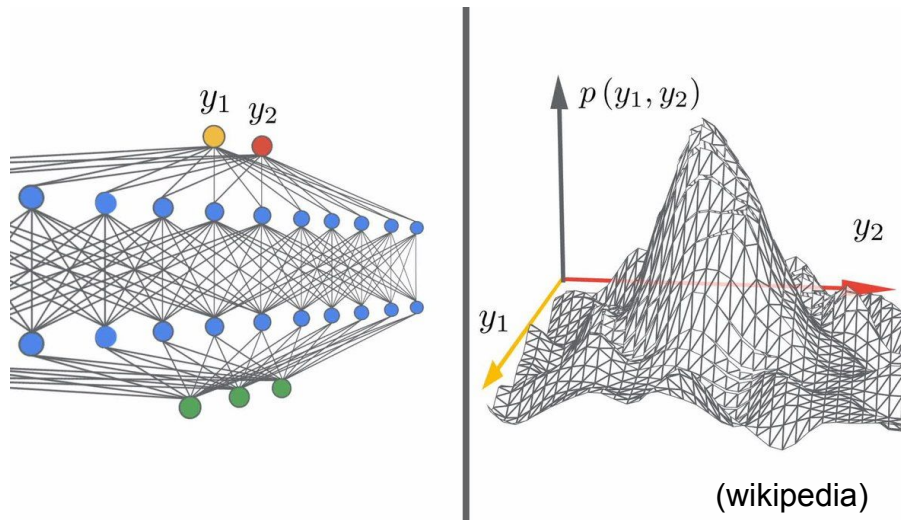 y₁
y₂
p (y₁, y₂)
y₂
y₁
(wikipedia)